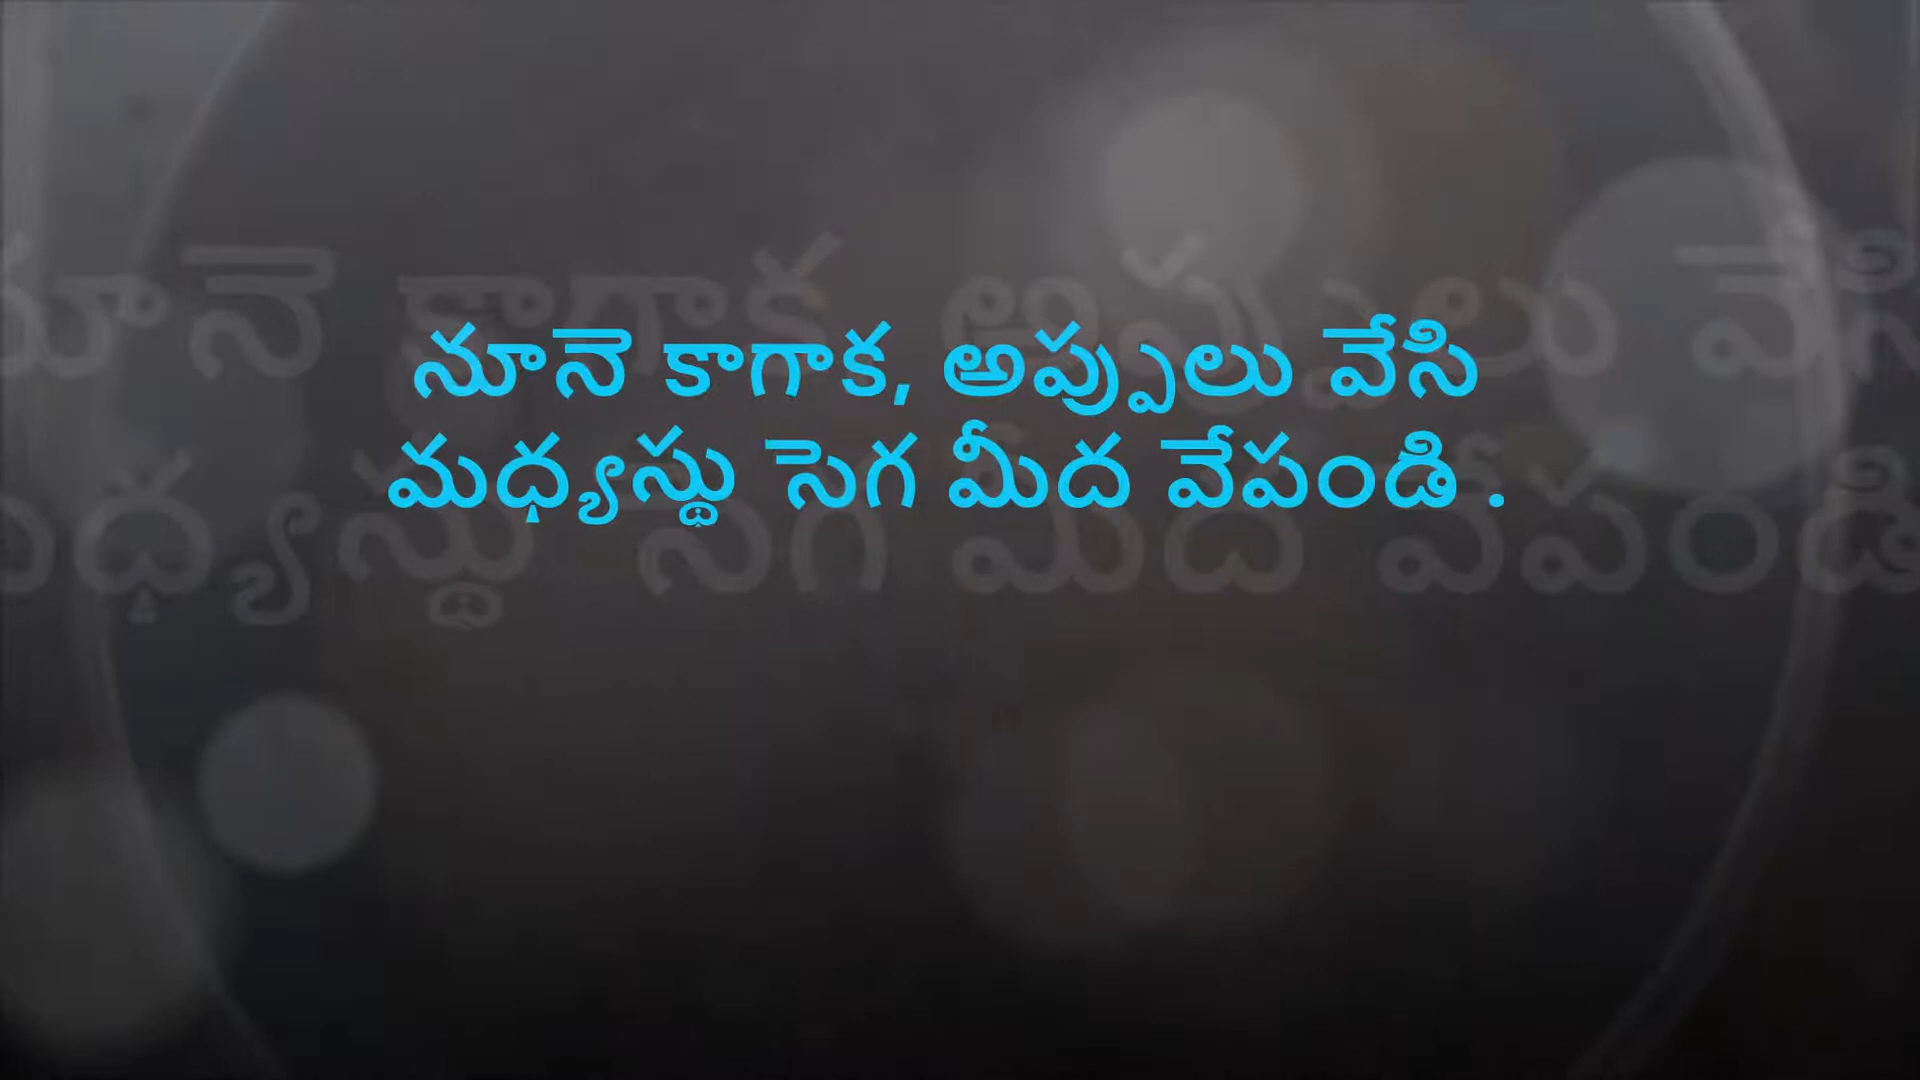 నూనె కాగాక, అప్పులు వేసి
మధ్యస్థు సెగ మీద వేపండి .